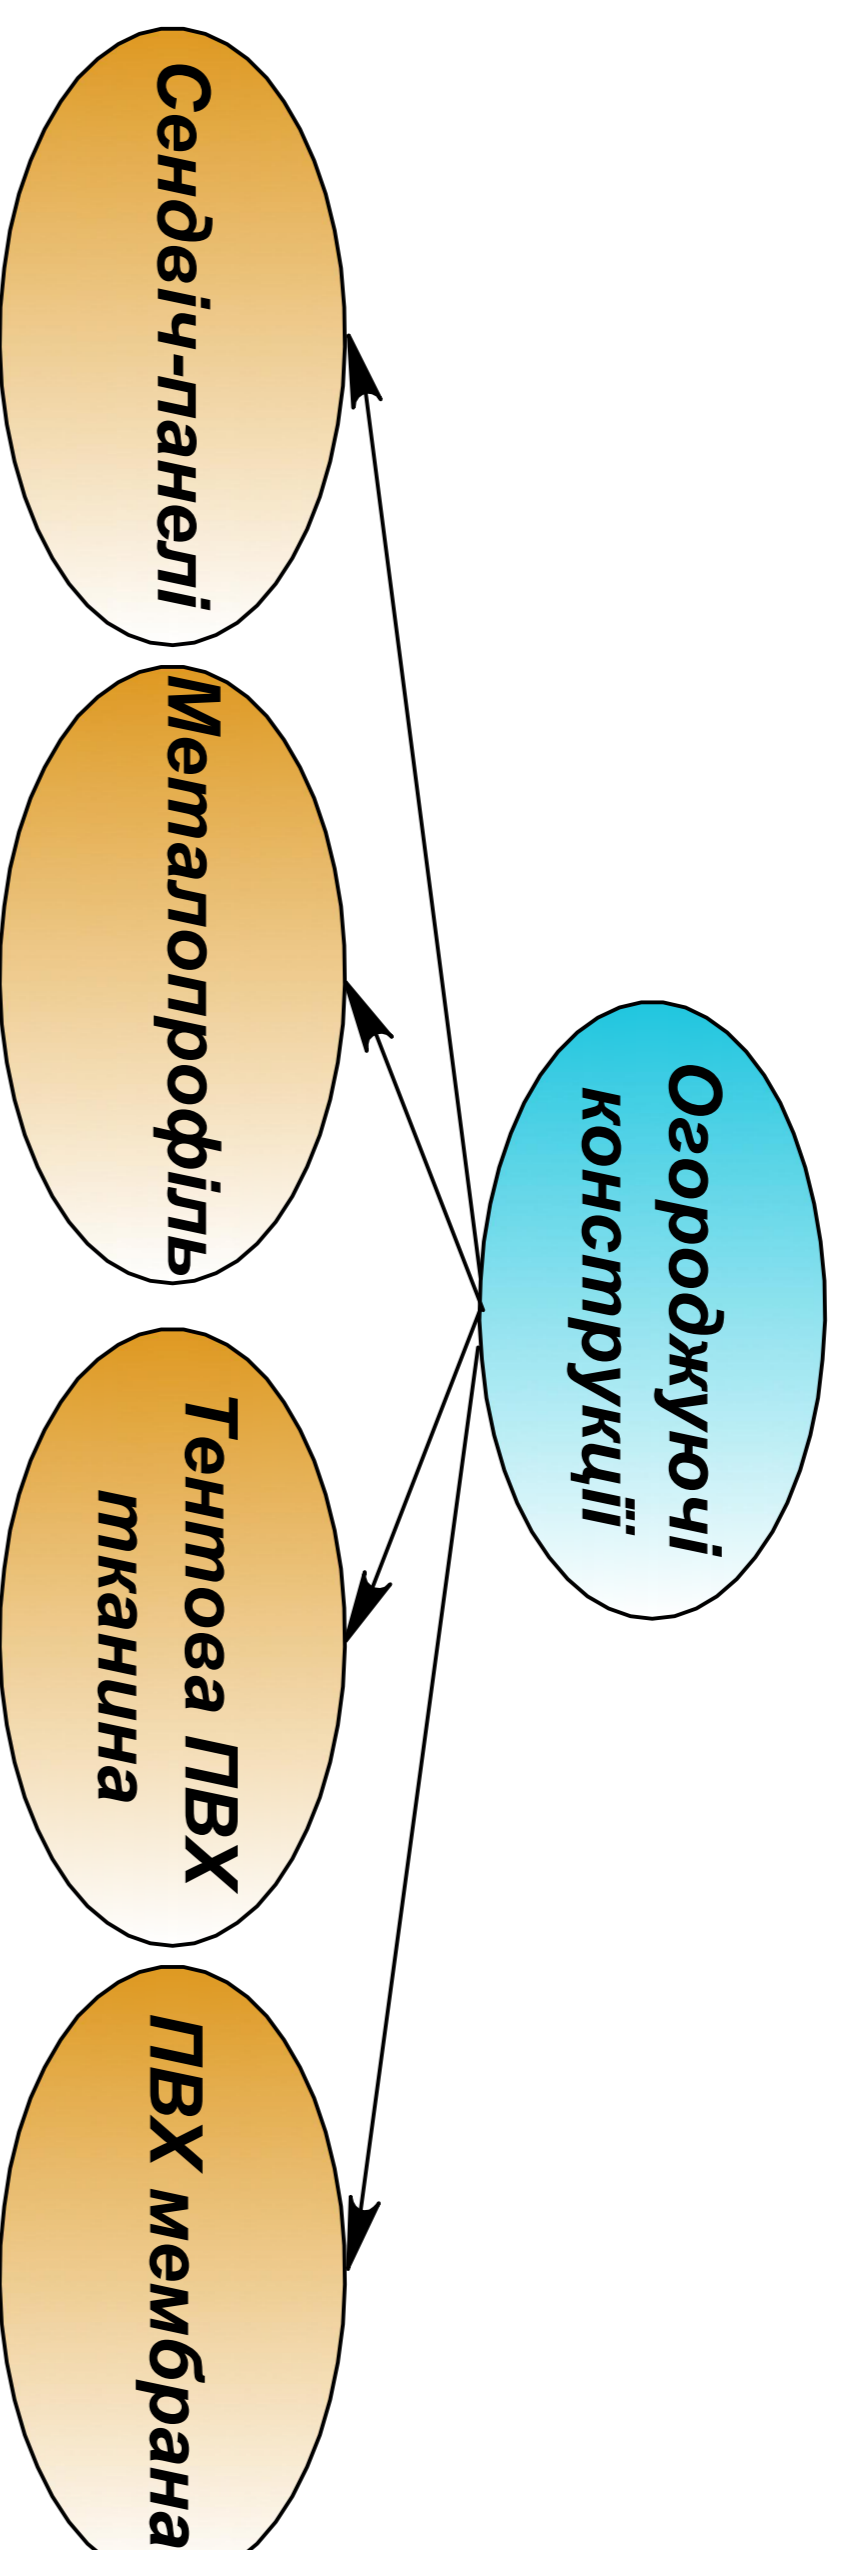 Огороджуючі
конструкції
Сендвіч-панелі
Металопрофіль
Тентова ПВХ
тканина
ПВХ мембрана